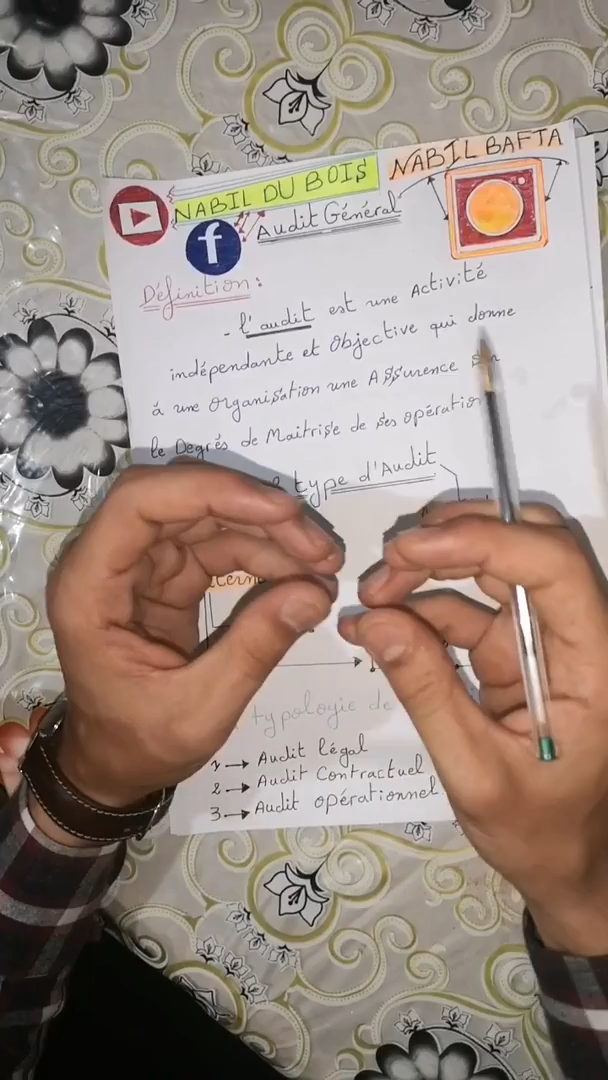 NABIL DU BOIS
NABIL BAFTA
f
Audit Général
Définition :
- l'audit est une Activité
indépendante et Objective qui donne
à une Organisation une Assurence
le Degrés de Maitrise de ses opération
type d'Audit
typologie de
1 → Audit légal
2 → Audit Contractuel
3 → Audit opérationnel